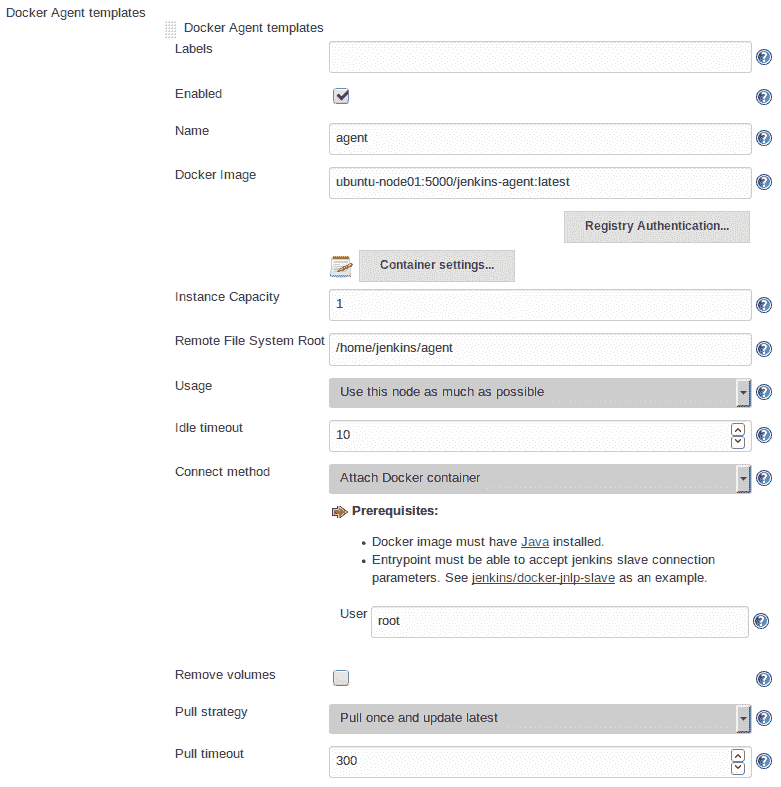 Docker Agent templates
Docker Agent templates
Labels
Enabled
Name
agent
Docker Image
ubuntu-node01:5000/jenkins-agent:latest
Registry Authentication...
Container settings...
Instance Capacity
1
Remote File System Root
/home/jenkins/agent
Usage
Use this node as much as possible
Idle timeout
10
Connect method
Attach Docker container
Prerequisites:
• Docker image must have Java installed.
• Entrypoint must be able to accept jenkins slave connection
parameters. See jenkins/docker-jnlp-slave as an example.
User
root
Remove volumes
Pull strategy
Pull once and update latest
Pull timeout
300